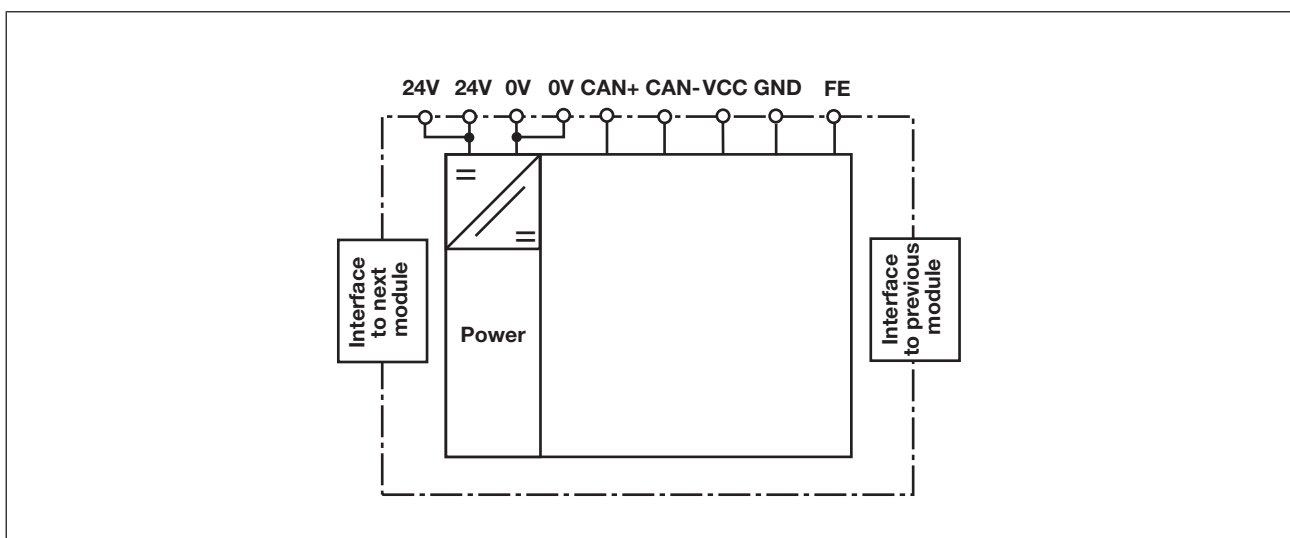 24V 24V 0V 0V CAN+ CAN- VCC GND FE
Interface
to next
module
Power
Interface
to previous
module